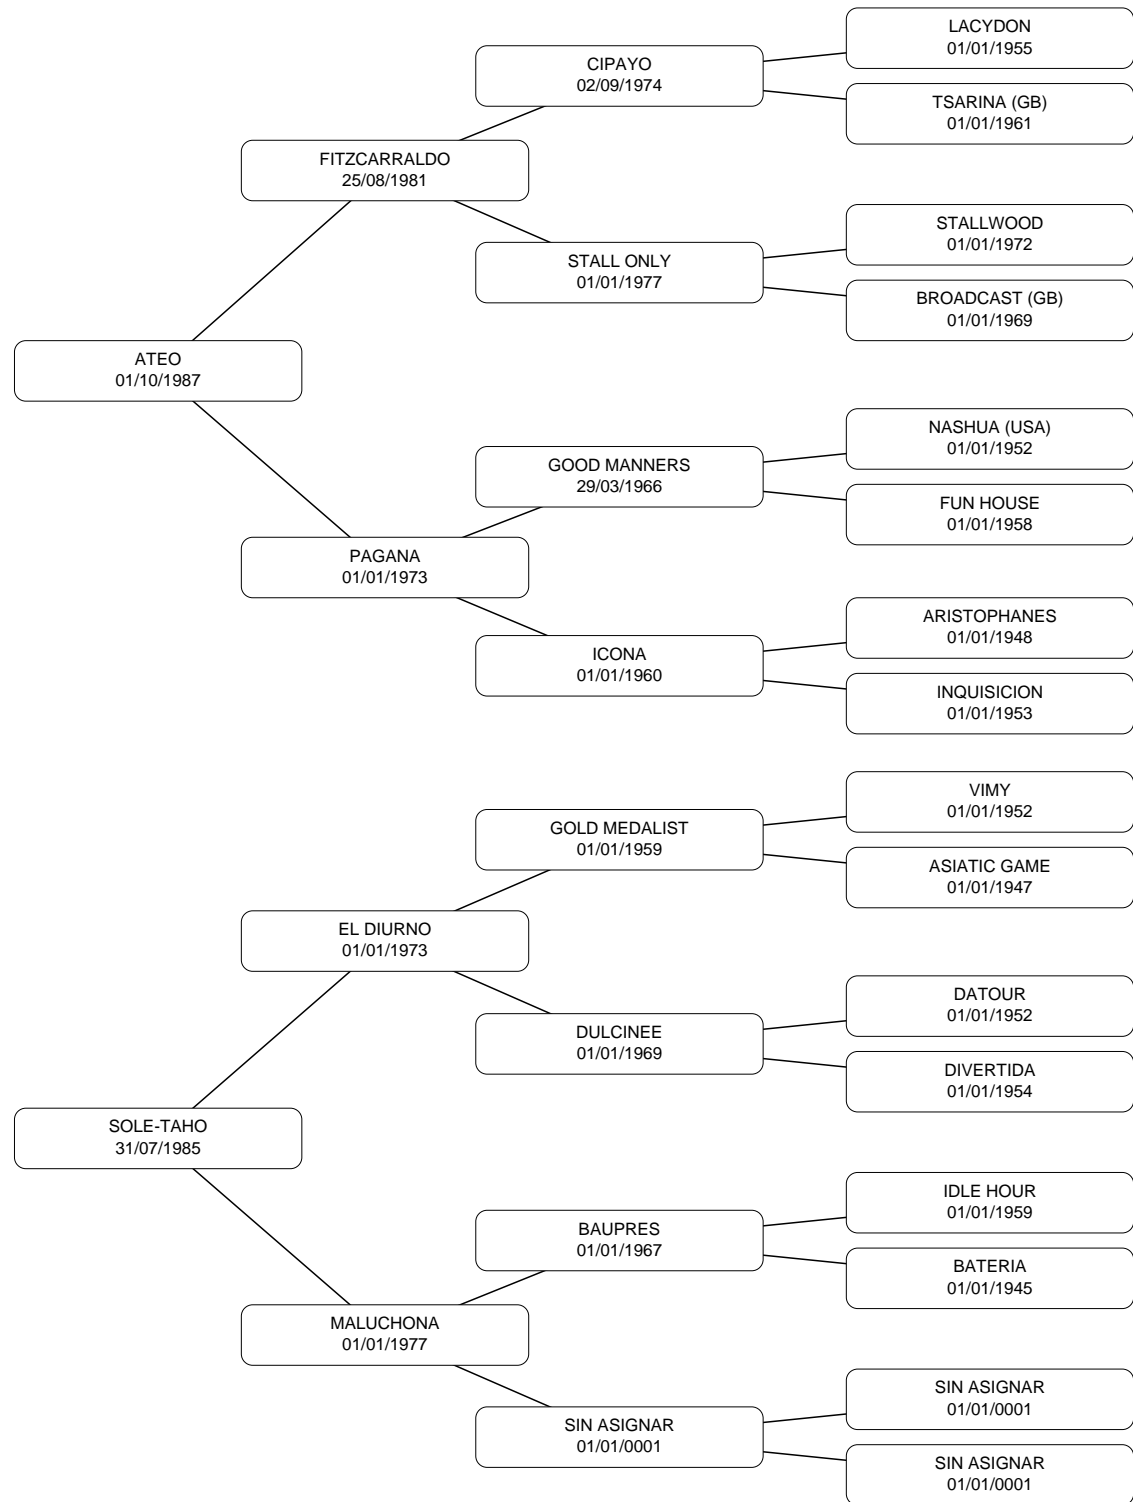 LACYDON
01/01/1955
CIPAYO
02/09/1974
TSARINA (GB)
01/01/1961
FITZCARRALDO
25/08/1981
STALLWOOD
01/01/1972
STALL ONLY
01/01/1977
BROADCAST (GB)
01/01/1969
ATEO
01/10/1987
NASHUA (USA)
01/01/1952
GOOD MANNERS
29/03/1966
FUN HOUSE
01/01/1958
PAGANA
01/01/1973
ARISTOPHANES
01/01/1948
ICONA
01/01/1960
INQUISICION
01/01/1953
VIMY
01/01/1952
GOLD MEDALIST
01/01/1959
ASIATIC GAME
01/01/1947
EL DIURNO
01/01/1973
DATOUR
01/01/1952
DULCINEE
01/01/1969
DIVERTIDA
01/01/1954
SOLE-TAHO
31/07/1985
IDLE HOUR
01/01/1959
BAUPRES
01/01/1967
BATERIA
01/01/1945
MALUCHONA
01/01/1977
SIN ASIGNAR
01/01/0001
SIN ASIGNAR
01/01/0001
SIN ASIGNAR
01/01/0001